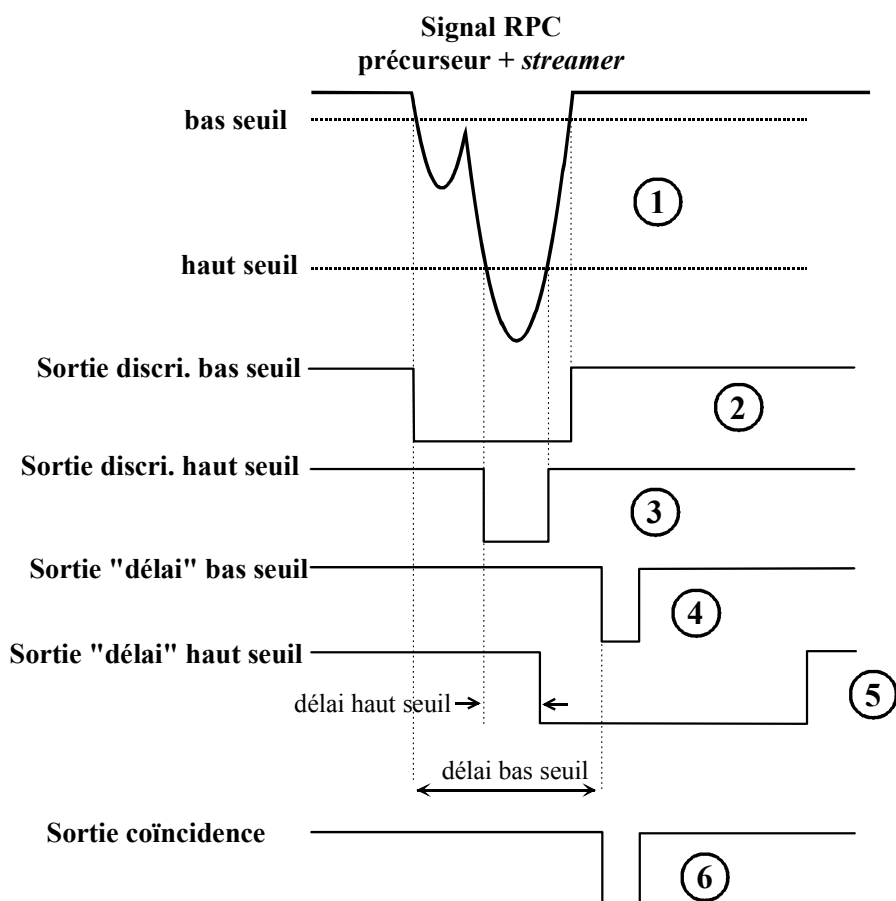 Signal RPC
précurseur + streamer
bas seuil
1
haut seuil
Sortie discri. bas seuil
2
Sortie discri. haut seuil
3
Sortie "délai" bas seuil
4
Sortie "délai" haut seuil
5
délai haut seuil
délai bas seuil
Sortie coïncidence
6